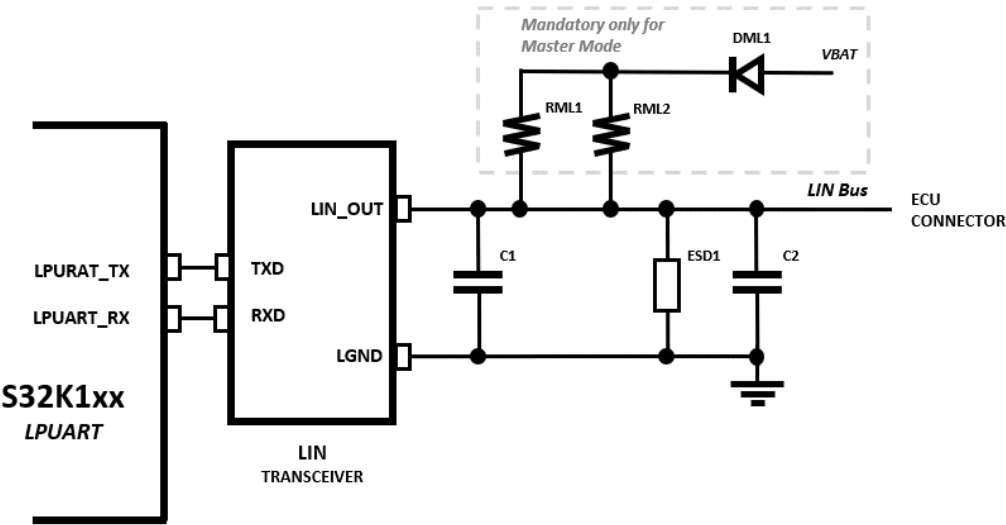 Mandatory only for
Master Mode
DML1
VBAT
RML1
RML2
LIN_OUT
LIN Bus
ECU
CONNECTOR
LPURAT_TX
TXD
C1
ESD1
C2
LPUART_RX
RXD
LGND
S32K1xx
LPUART
LIN
TRANSCEIVER